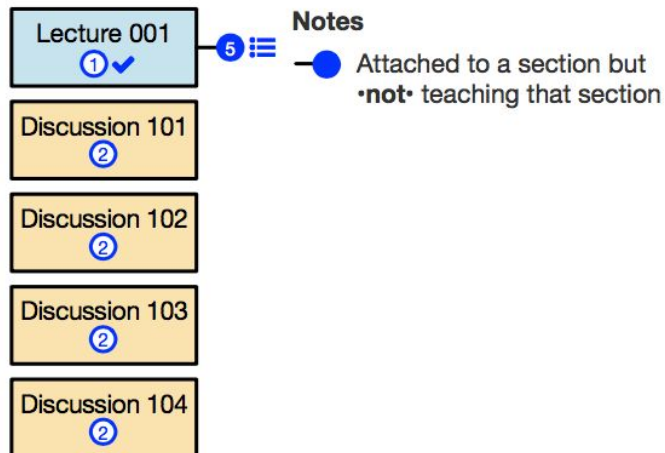 Lecture 001
1
5
Notes
Attached to a section but
•not• teaching that section
Discussion 101
2
Discussion 102
2
Discussion 103
2
Discussion 104
2